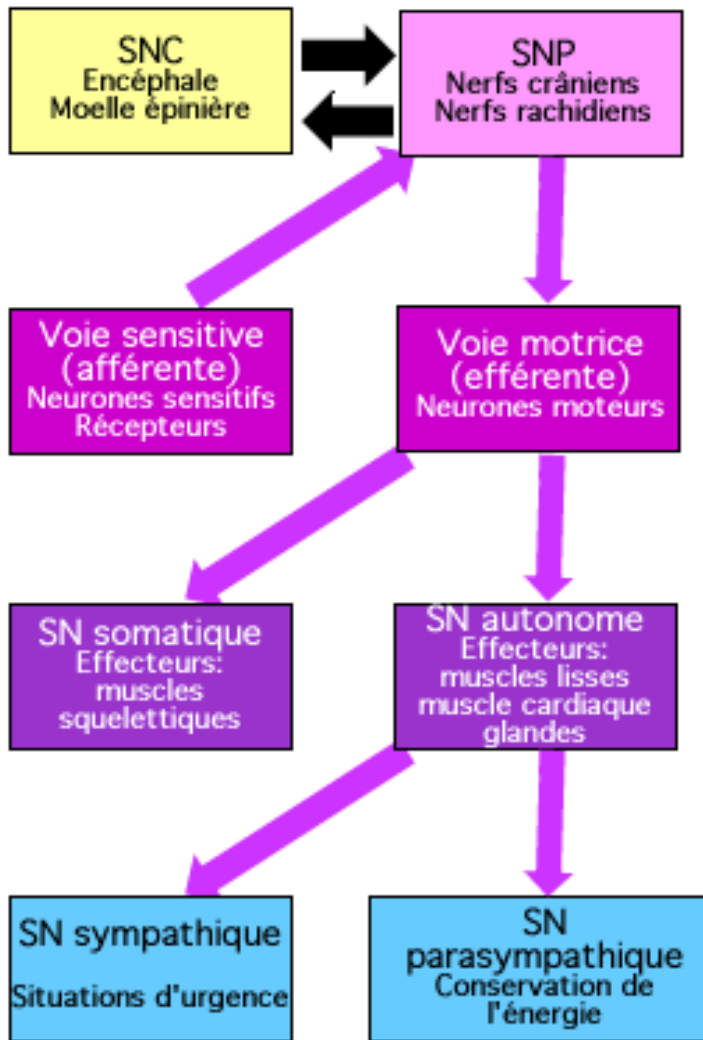 SNC
Encéphale
Moelle épinière
SNP
Nerfs crâniens
Nerfs rachidiens
Voie sensitive
(afférente)
Neurones sensitifs
Récepteurs
Voie motrice
(efférente)
Neurones moteurs
SN somatique
Effecteurs:
muscles
squelettiques
SN autonome
Effecteurs:
muscles lisses
muscle cardiaque
glandes
SN sympathique
Situations d'urgence
SN
parasympathique
Conservation de
l'énergie